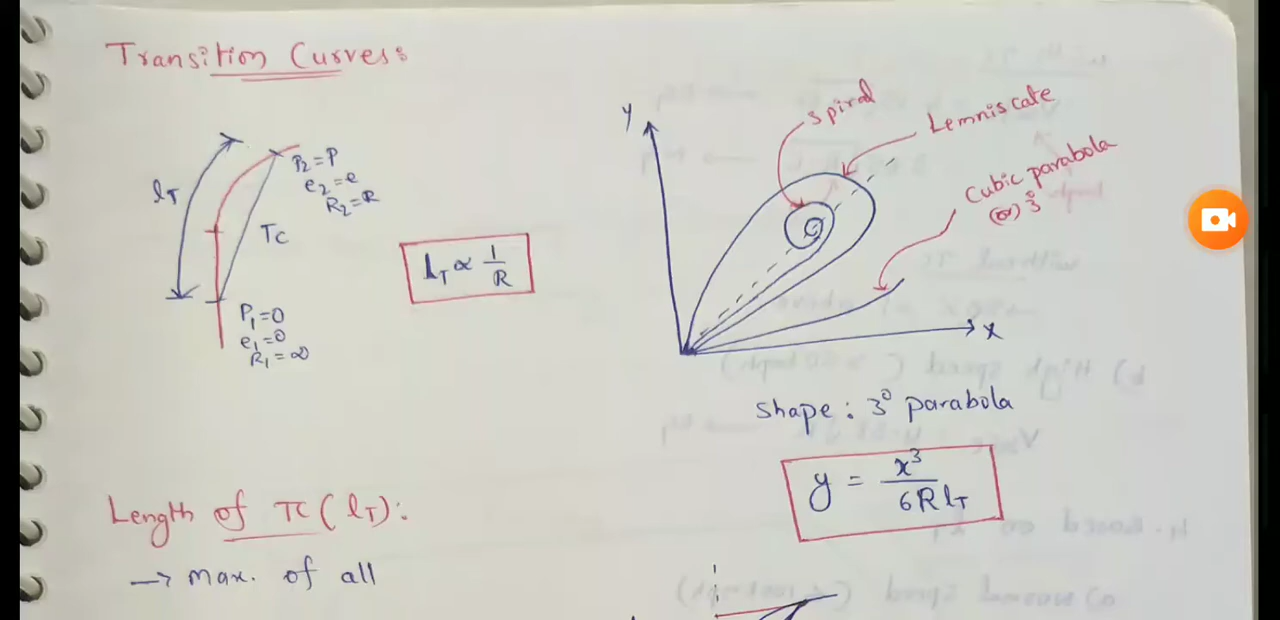 Transition Curves:
lT
P2=P
e2=e
R2=R
TC
P1=0
e1=0
R1=∞
lT ∝ 1/R
Y
Spiral
Lemniscate
Cubic parabola
(or) 3°
X
Shape: 3° parabola
y = x³/6RlT
Length of TC (lT):
→ max. of all